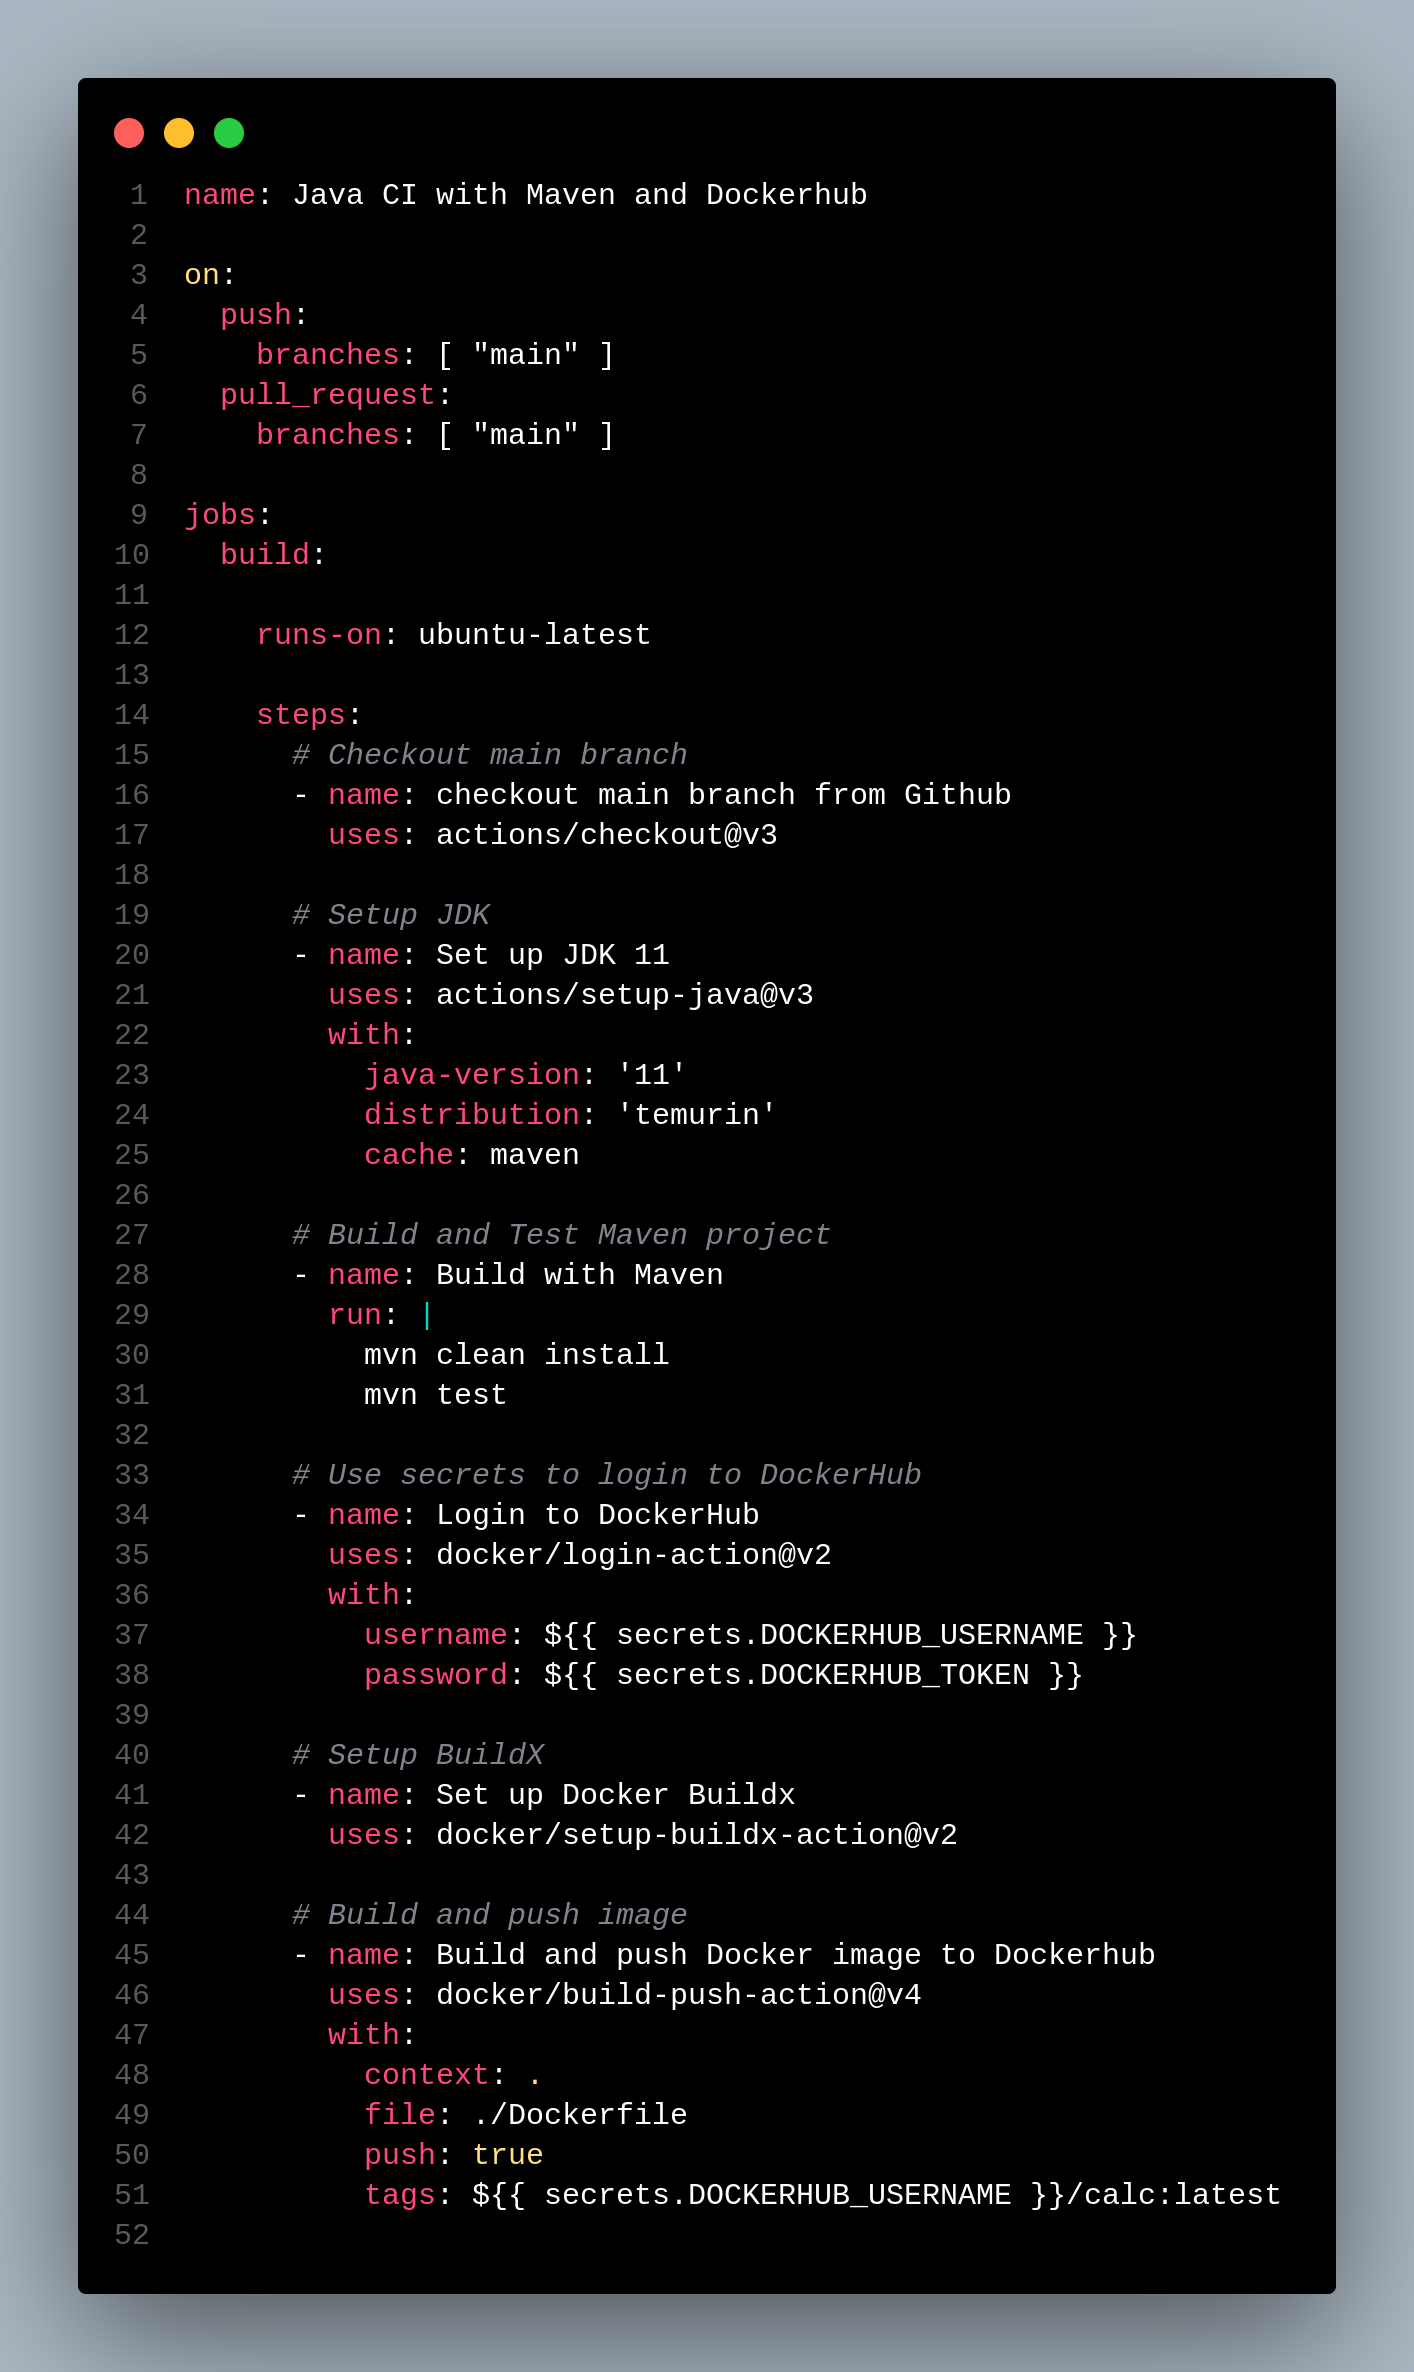 1 name: Java CI with Maven and Dockerhub
2
3 on:
4   push:
5     branches: [ "main" ]
6   pull_request:
7     branches: [ "main" ]
8
9 jobs:
10   build:
11
12     runs-on: ubuntu-latest
13
14     steps:
15       # Checkout main branch
16       - name: checkout main branch from Github
17         uses: actions/checkout@v3
18
19       # Setup JDK
20       - name: Set up JDK 11
21         uses: actions/setup-java@v3
22         with:
23           java-version: '11'
24           distribution: 'temurin'
25           cache: maven
26
27       # Build and Test Maven project
28       - name: Build with Maven
29         run: |
30           mvn clean install
31           mvn test
32
33       # Use secrets to login to DockerHub
34       - name: Login to DockerHub
35         uses: docker/login-action@v2
36         with:
37           username: ${{ secrets.DOCKERHUB_USERNAME }}
38           password: ${{ secrets.DOCKERHUB_TOKEN }}
39
40       # Setup BuildX
41       - name: Set up Docker Buildx
42         uses: docker/setup-buildx-action@v2
43
44       # Build and push image
45       - name: Build and push Docker image to Dockerhub
46         uses: docker/build-push-action@v4
47         with:
48           context: .
49           file: ./Dockerfile
50           push: true
51           tags: ${{ secrets.DOCKERHUB_USERNAME }}/calc:latest
52